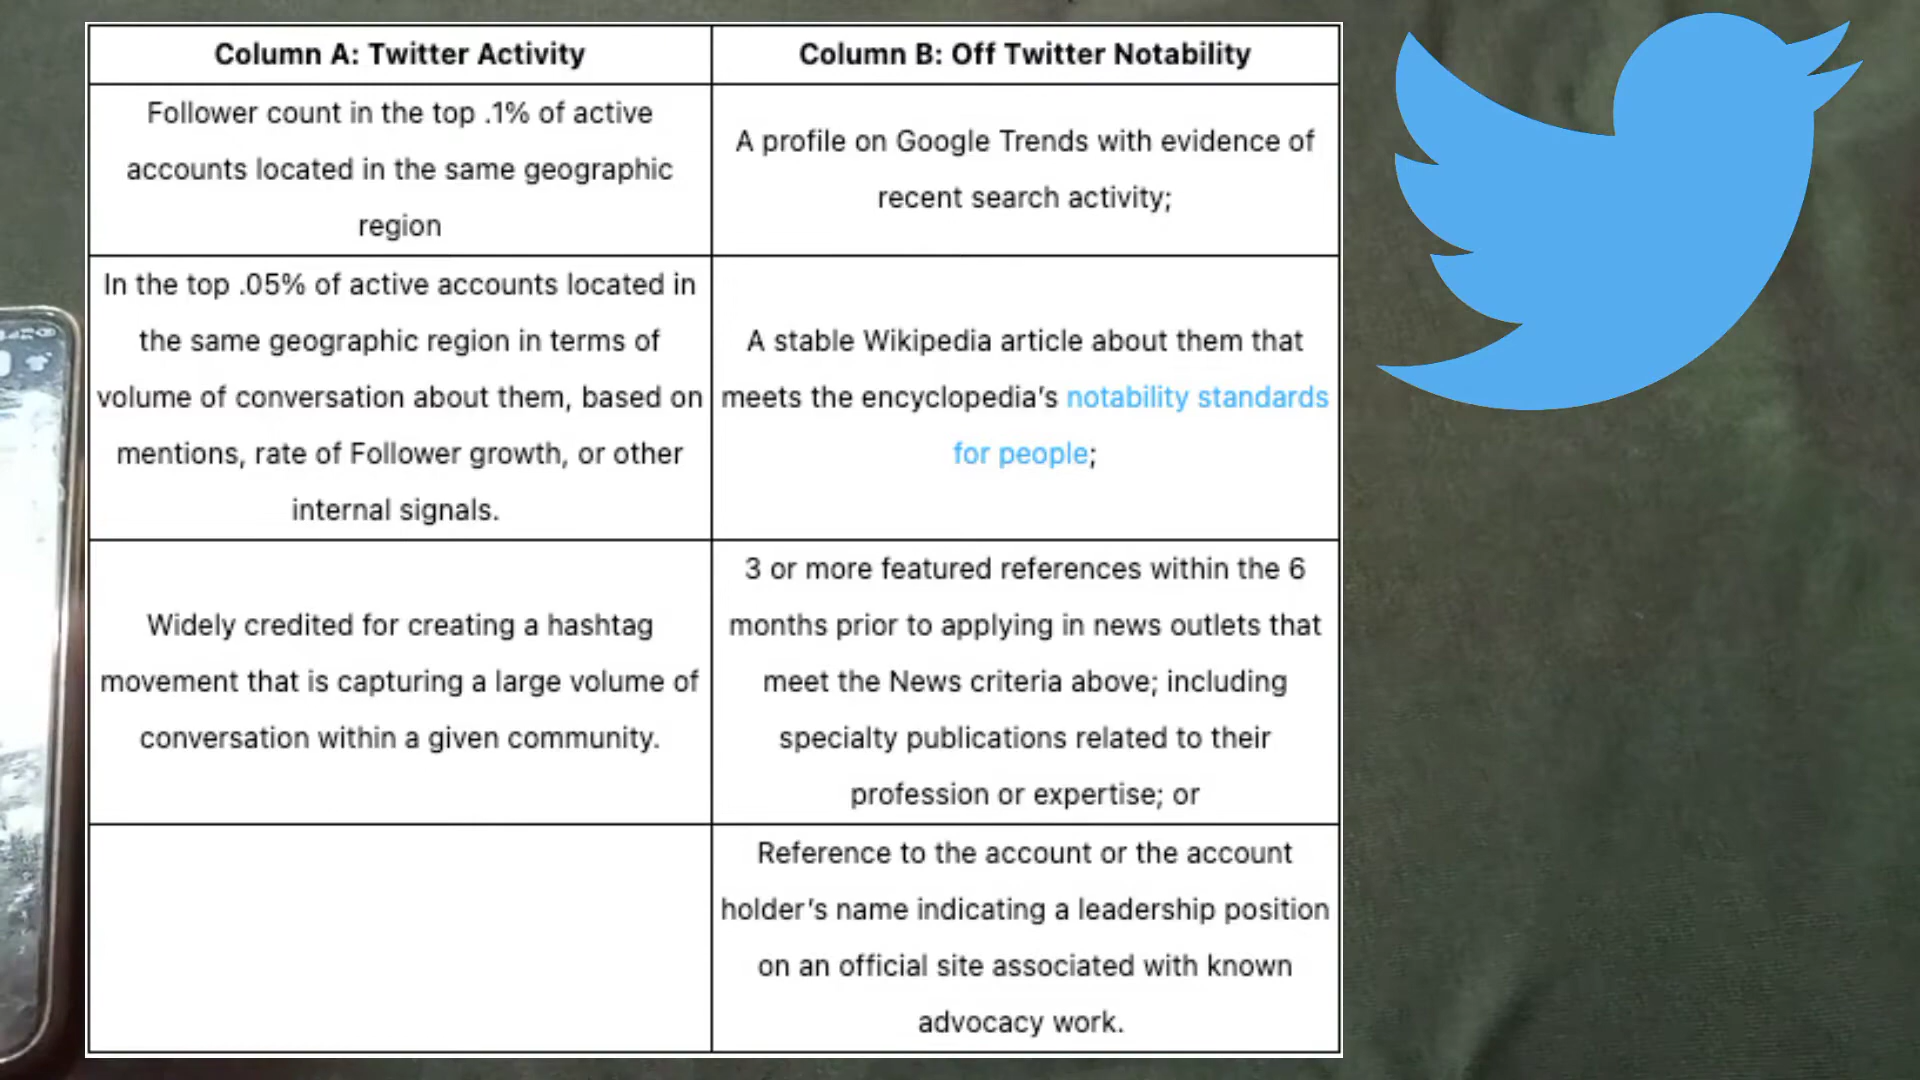 Column A: Twitter Activity
Column B: Off Twitter Notability
Follower count in the top .1% of active
accounts located in the same geographic
region
A profile on Google Trends with evidence of
recent search activity;
In the top .05% of active accounts located in
the same geographic region in terms of
volume of conversation about them, based on
mentions, rate of Follower growth, or other
internal signals.
A stable Wikipedia article about them that
meets the encyclopedia's notability standards
for people;
Widely credited for creating a hashtag
movement that is capturing a large volume of
conversation within a given community.
3 or more featured references within the 6
months prior to applying in news outlets that
meet the News criteria above; including
specialty publications related to their
profession or expertise; or
Reference to the account or the account
holder's name indicating a leadership position
on an official site associated with known
advocacy work.